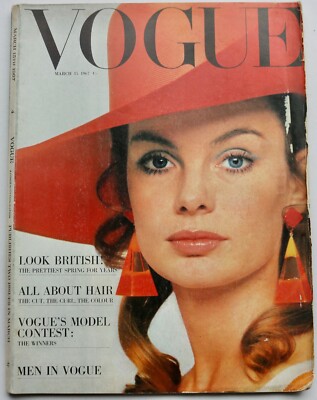 VOGUE
MARCH 15 1967
LOOK BRITISH:
THE PRETTIEST SPRING FOR YEARS
ALL ABOUT HAIR
THE CUT, THE CURL, THE COLOUR
VOGUE'S MODEL
CONTEST:
THE WINNERS
MEN IN VOGUE